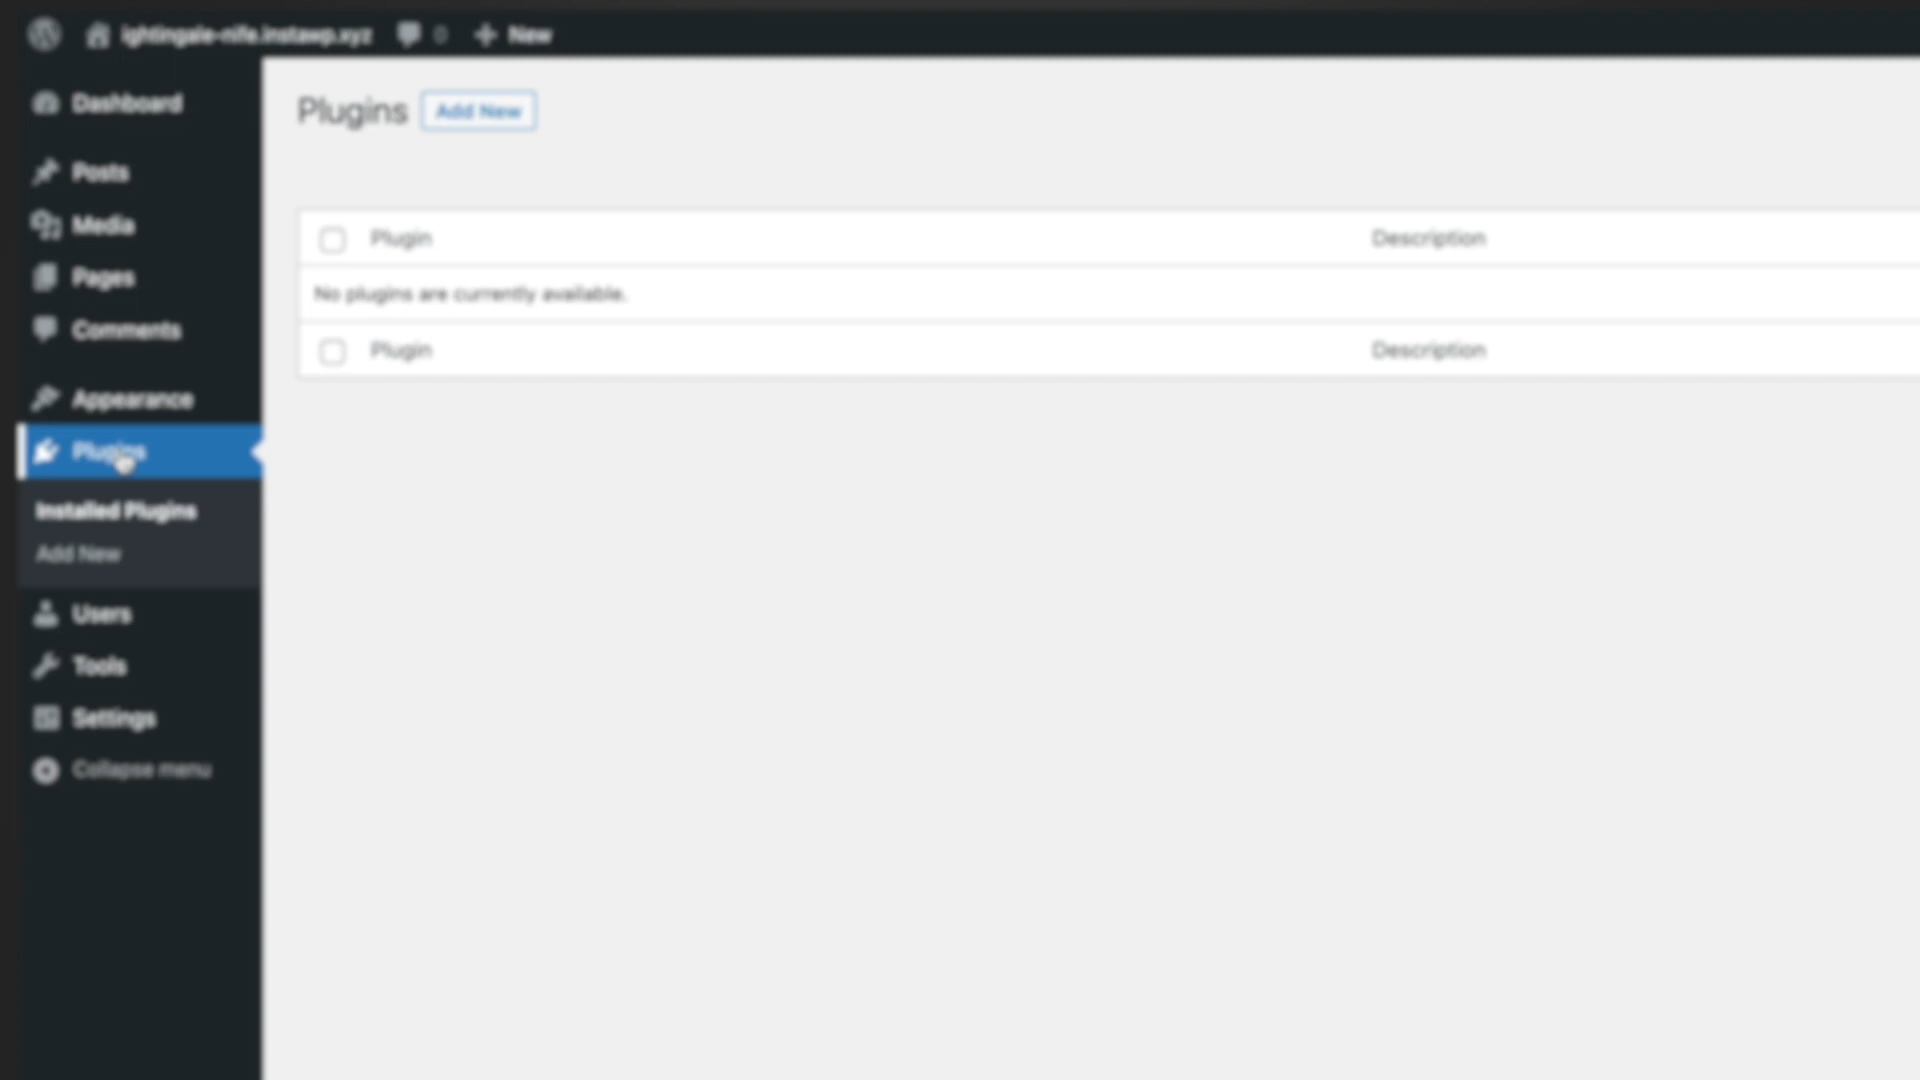 ightingale-nife.instawp.xyz 0 New
Dashboard
Posts
Media
Pages
Comments
Appearance
Plugins
Installed Plugins
Add New
Users
Tools
Settings
Collapse menu
Plugins Add New
Plugin Description
No plugins are currently available.
Plugin Description